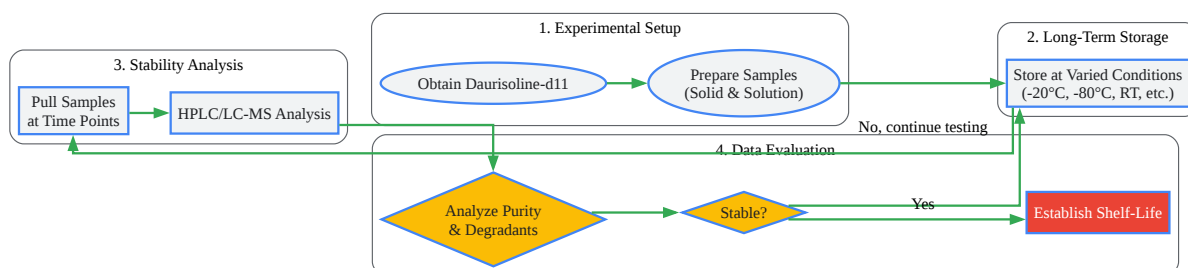 1. Experimental Setup
Obtain Daurisoline-d11
Prepare Samples
(Solid & Solution)
2. Long-Term Storage
Store at Varied Conditions
(-20°C, -80°C, RT, etc.)
3. Stability Analysis
Pull Samples
at Time Points
HPLC/LC-MS Analysis
No, continue testing
4. Data Evaluation
Analyze Purity
& Degradants
Stable?
Yes
Establish Shelf-Life